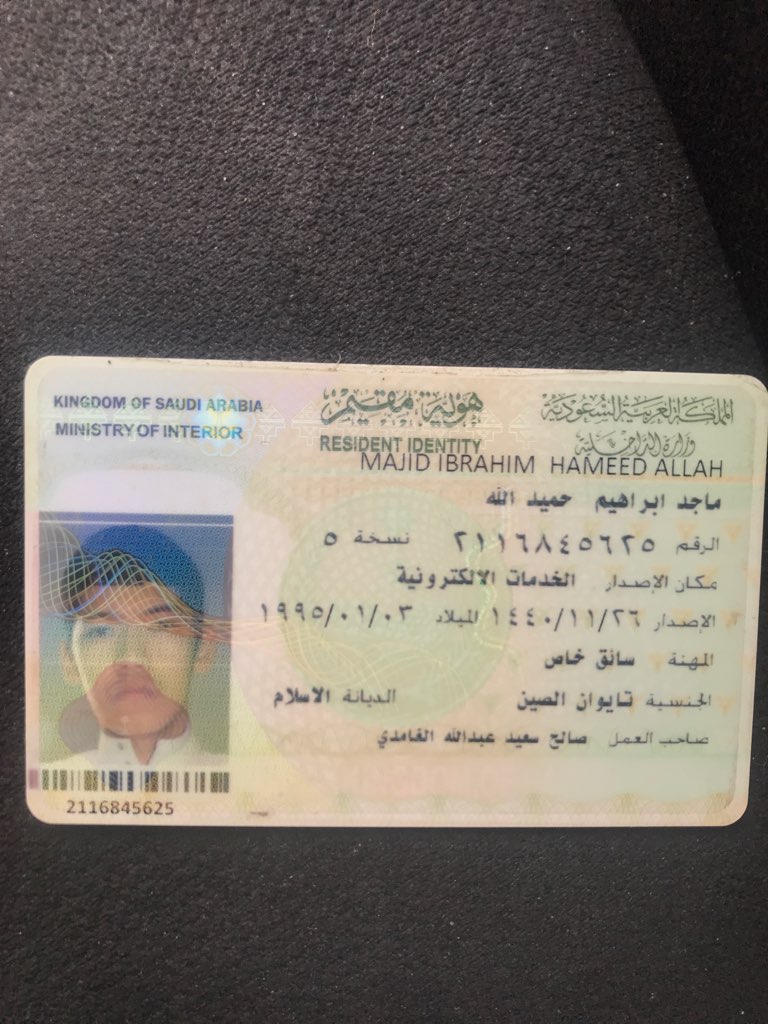 KINGDOM OF SAUDI ARABIA
MINISTRY OF INTERIOR
هوية مقيم
RESIDENT IDENTITY
المملكة العربية السعودية
وزارة الداخلية
MAJID IBRAHIM HAMEED ALLAH
ماجد ابراهيم حميد الله
الرقم ٢١١٦٨٤٥٦٢٥ نسخة ٥
مكان الإصدار الخدمات الالكترونية
الإصدار ١٤٤٠/١١/٢٦ الميلاد ١٩٩٥/٠١/٠٣
المهنة سائق خاص
الجنسية تايوان الصين الديانة الاسلام
صاحب العمل صالح سعيد عبدالله الغامدي
2116845625